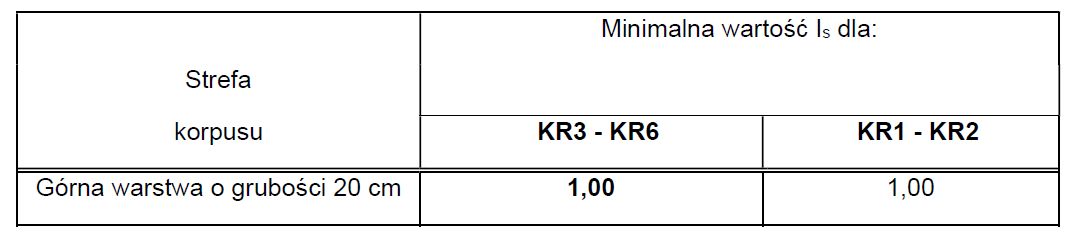 Minimalna wartość Is dla:
Strefa
korpusu
KR3 - KR6
KR1 - KR2
Górna warstwa o grubości 20 cm
1,00
1,00